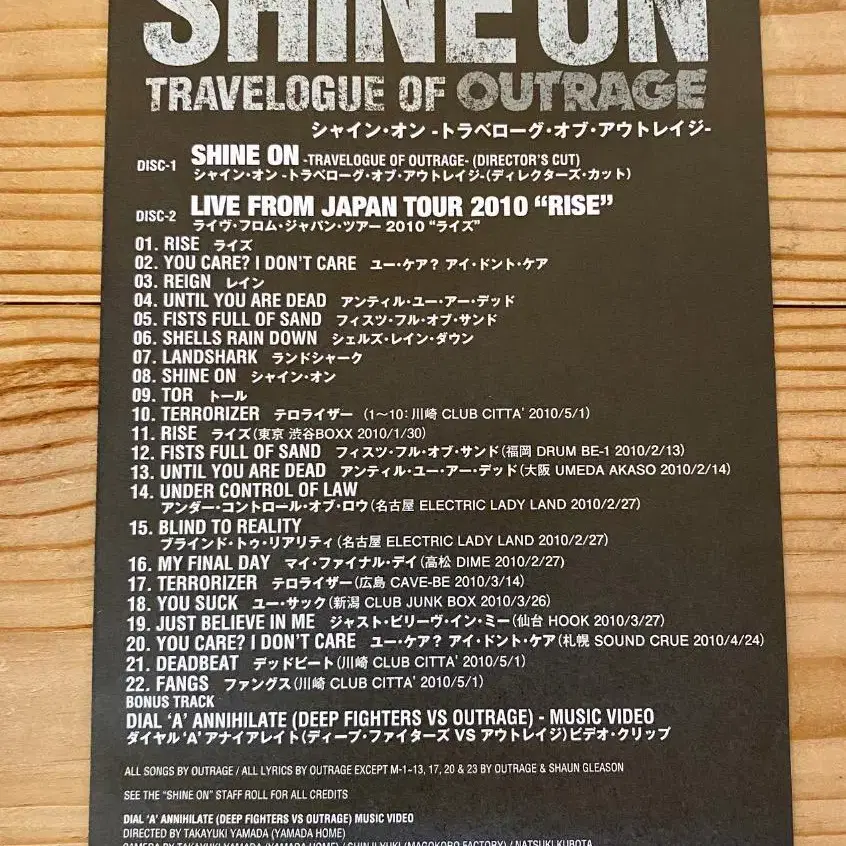 SHINE ON
TRAVELOGUE OF OUTRAGE
シャイン・オン -トラベローグ・オブ・アウトレイジ-
DISC-1 SHINE ON -TRAVELOGUE OF OUTRAGE- (DIRECTOR'S CUT)
シャイン・オン -トラベローグ・オブ・アウトレイジ-(ディレクターズ・カット)
DISC-2 LIVE FROM JAPAN TOUR 2010 "RISE"
ライヴ・フロム・ジャパン・ツアー 2010 "ライズ"
01. RISE ライズ
02. YOU CARE? I DON'T CARE ユー・ケア? アイ・ドント・ケア
03. REIGN レイン
04. UNTIL YOU ARE DEAD アンティル・ユー・アー・デッド
05. FISTS FULL OF SAND フィスツ・フル・オブ・サンド
06. SHELLS RAIN DOWN シェルズ・レイン・ダウン
07. LANDSHARK ランドシャーク
08. SHINE ON シャイン・オン
09. TOR トール
10. TERRORIZER テロライザー (1~10: 川崎 CLUB CITTA' 2010/5/1)
11. RISE ライズ(東京 渋谷BOXX 2010/1/30)
12. FISTS FULL OF SAND フィスツ・フル・オブ・サンド(福岡 DRUM BE-1 2010/2/13)
13. UNTIL YOU ARE DEAD アンティル・ユー・アー・デッド(大阪 UMEDA AKASO 2010/2/14)
14. UNDER CONTROL OF LAW
アンダー・コントロール・オブ・ロウ(名古屋 ELECTRIC LADY LAND 2010/2/27)
15. BLIND TO REALITY
ブラインド・トゥ・リアリティ(名古屋 ELECTRIC LADY LAND 2010/2/27)
16. MY FINAL DAY マイ・ファイナル・デイ(高松 DIME 2010/2/27)
17. TERRORIZER テロライザー(広島 CAVE-BE 2010/3/14)
18. YOU SUCK ユー・サック(新潟 CLUB JUNK BOX 2010/3/26)
19. JUST BELIEVE IN ME ジャスト・ビリーヴ・イン・ミー(仙台 HOOK 2010/3/27)
20. YOU CARE? I DON'T CARE ユー・ケア? アイ・ドント・ケア(札幌 SOUND CRUE 2010/4/24)
21. DEADBEAT デッドビート(川崎 CLUB CITTA' 2010/5/1)
22. FANGS ファングス(川崎 CLUB CITTA' 2010/5/1)
BONUS TRACK
DIAL 'A' ANNIHILATE (DEEP FIGHTERS VS OUTRAGE) - MUSIC VIDEO
ダイヤル 'A' アナイアレイト(ディープ・ファイターズ VS アウトレイジ)ビデオ・クリップ
ALL SONGS BY OUTRAGE / ALL LYRICS BY OUTRAGE EXCEPT M-1~13, 17, 20 & 23 BY OUTRAGE & SHAUN GLEASON
SEE THE "SHINE ON" STAFF ROLL FOR ALL CREDITS
DIAL 'A' ANNIHILATE (DEEP FIGHTERS VS OUTRAGE) MUSIC VIDEO
DIRECTED BY TAKAYUKI YAMADA (YAMADA HOME)
CAMERA BY TAKAYUKI YAMADA (YAMADA HOME) / SHINJI YUKI (MAGOKORO FACTORY) / NATSUKI KUBOTA